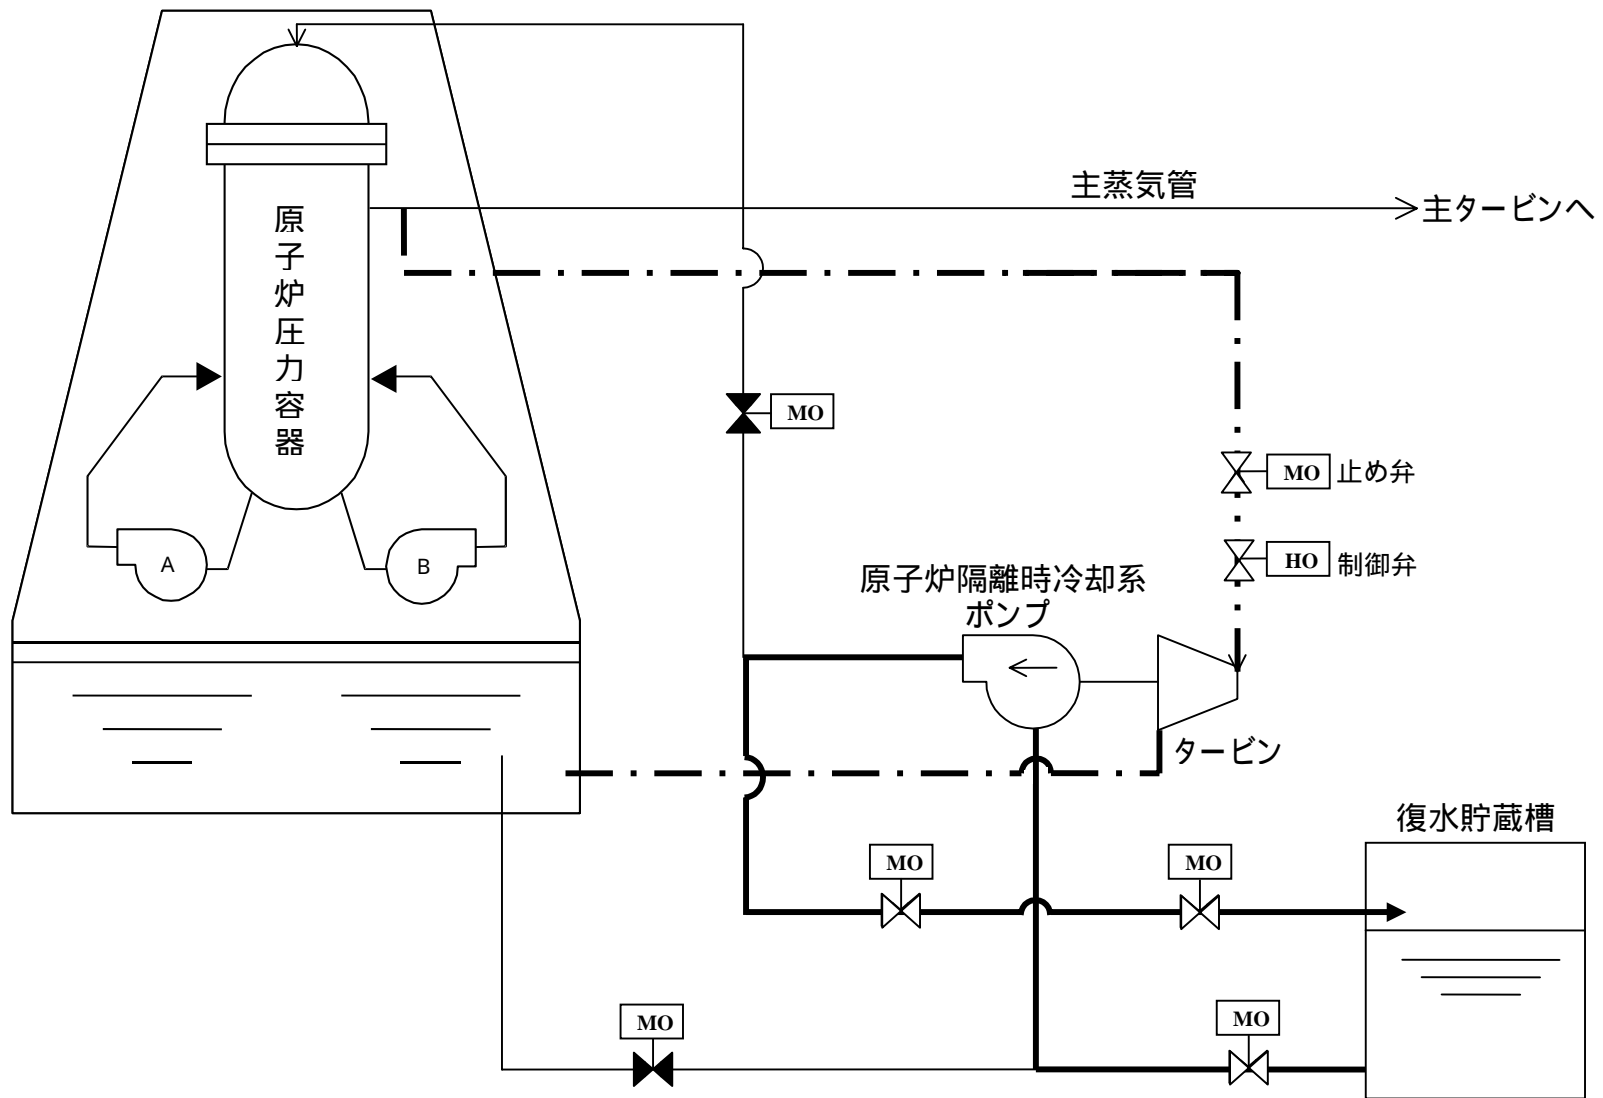 主蒸気管
主タービンへ
原子炉圧力容器
MO
MO 止め弁
HO 制御弁
A
B
原子炉隔離時冷却系
ポンプ
タービン
復水貯蔵槽
MO
MO
MO
MO